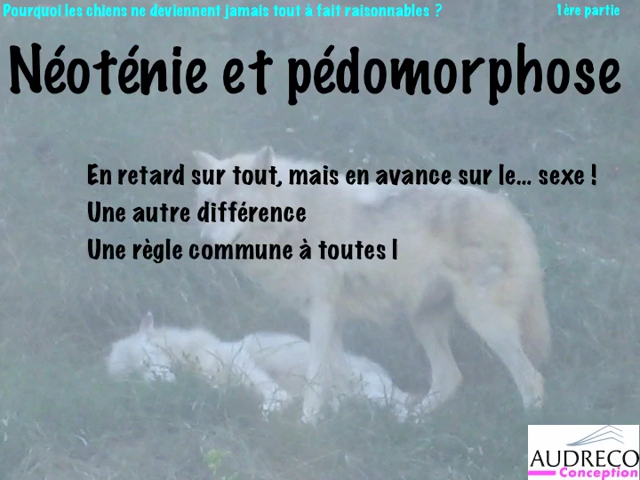 Pourquoi les chiens ne deviennent jamais tout à fait raisonnables ? 1ère partie
Néoténie et pédomorphose
En retard sur tout, mais en avance sur le... sexe !
Une autre différence
Une règle commune à toutes l
AUDRECO
Conception